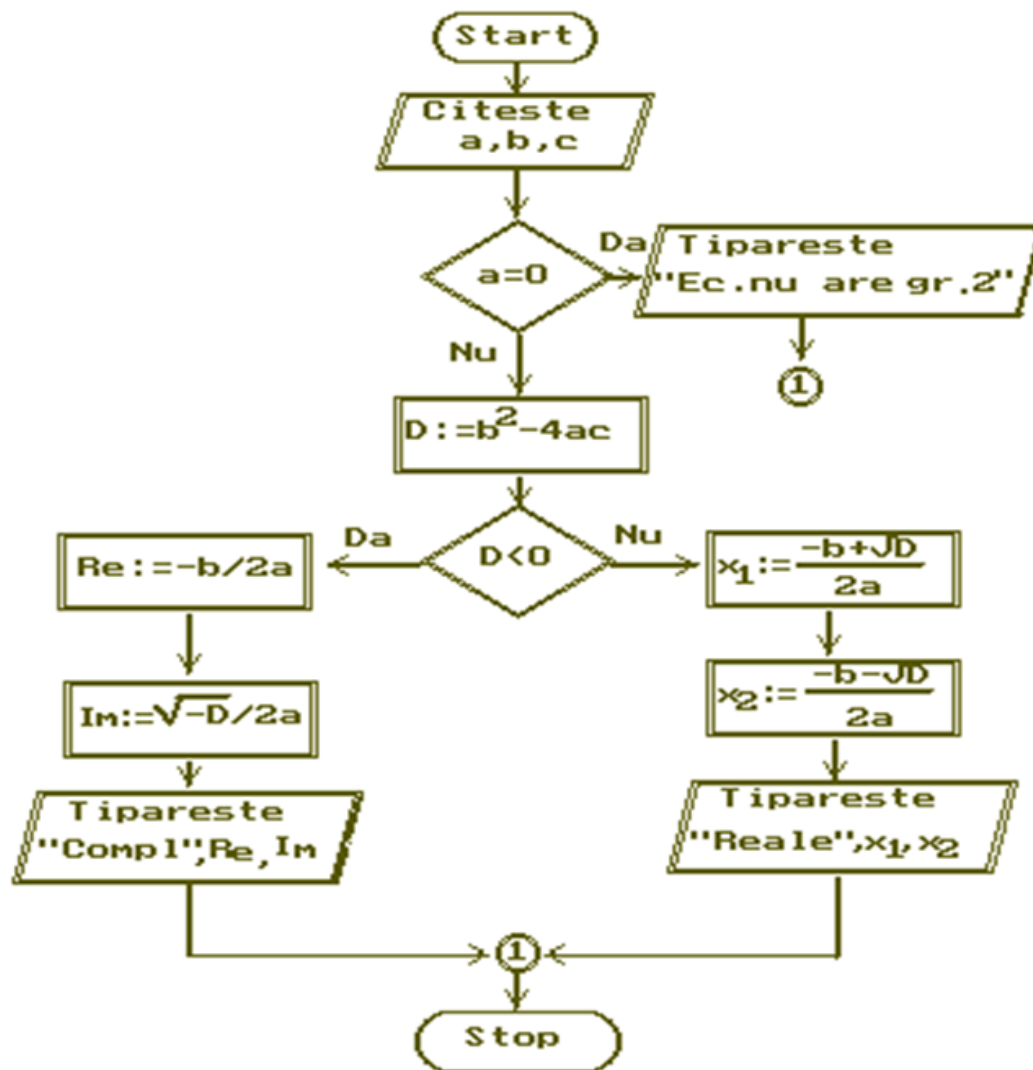 Start
Citeste
a,b,c
a=0
Da
Tipareste
"Ec.nu are gr.2"
1
Nu
D:=b²-4ac
D<0
Da
Re:=-b/2a
Im:=√-D/2a
Tipareste
"Compl",Re,Im
Nu
x₁:=(-b+√D)/2a
x₂:=(-b-√D)/2a
Tipareste
"Reale",x₁,x₂
1
Stop